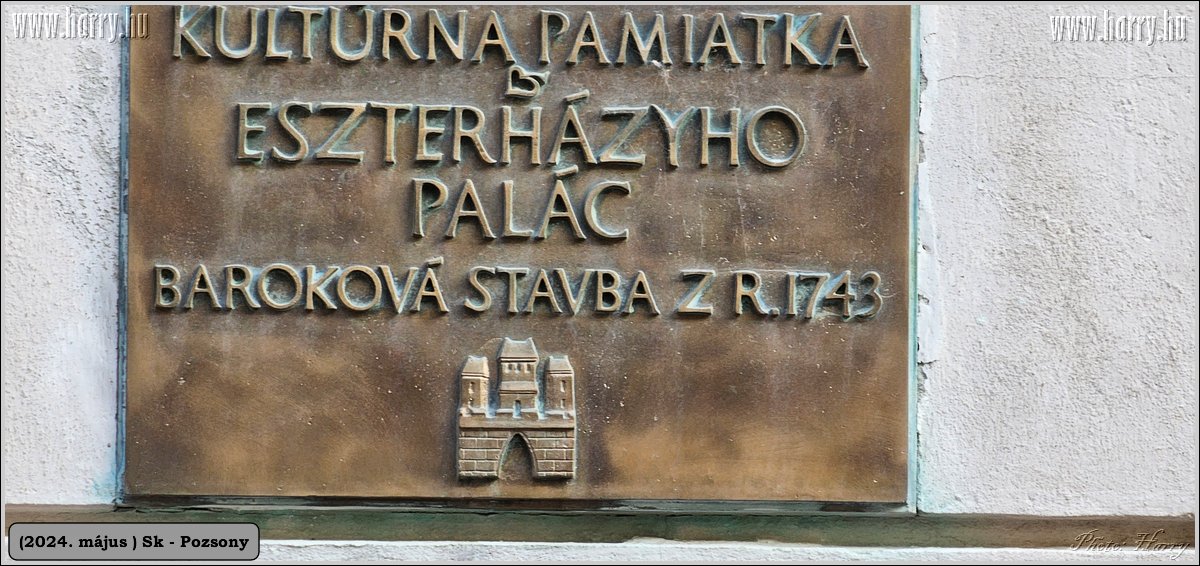 www.harry.hu
www.harry.hu
KULTÚRNA PAMIATKA
ESZTERHÁZYHO
PALÁC
BAROKOVÁ STAVBA Z R.1743
(2024. május ) Sk - Pozsony
Photo: Harry